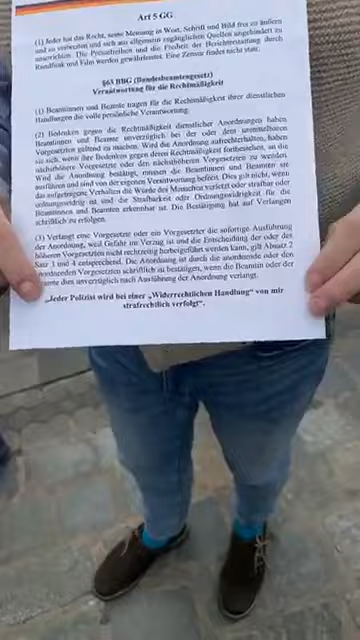 Art 5 GG
(1) Jeder hat das Recht, seine Meinung in Wort, Schrift und Bild frei zu äußern
und zu verbreiten und sich aus allgemein zugänglichen Quellen ungehindert zu
unterrichten. Die Pressefreiheit und die Freiheit der Berichterstattung durch
Rundfunk und Film werden gewährleistet. Eine Zensur findet nicht statt.
§63 BBG (Bundesbeamtengesetz)
Verantwortung für die Rechtmäßigkeit
(1) Beamtinnen und Beamte tragen für die Rechtmäßigkeit ihrer dienstlichen
Handlungen die volle persönliche Verantwortung.
(2) Bedenken gegen die Rechtmäßigkeit dienstlicher Anordnungen haben
Beamtinnen und Beamte unverzüglich bei der oder dem unmittelbaren
Vorgesetzten geltend zu machen. Wird die Anordnung aufrechterhalten, haben
sie sich, wenn ihre Bedenken gegen deren Rechtmäßigkeit fortbestehen, an die
nächsthöhere Vorgesetzte oder den nächsthöheren Vorgesetzten zu wenden.
Wird die Anordnung bestätigt, müssen die Beamtinnen und Beamten sie
ausführen und sind von der eigenen Verantwortung befreit. Dies gilt nicht, wenn
das aufgetragene Verhalten die Würde des Menschen verletzt oder strafbar oder
ordnungswidrig ist und die Strafbarkeit oder Ordnungswidrigkeit für die
Beamtinnen und Beamten erkennbar ist. Die Bestätigung hat auf Verlangen
schriftlich zu erfolgen.
(3) Verlangt eine Vorgesetzte oder ein Vorgesetzter die sofortige Ausführung
der Anordnung, weil Gefahr im Verzug ist und die Entscheidung der oder des
höheren Vorgesetzten nicht rechtzeitig herbeigeführt werden kann, gilt Absatz 2
Satz 3 und 4 entsprechend. Die Anordnung ist durch die anordnende oder den
anordnenden Vorgesetzten schriftlich zu bestätigen, wenn die Beamtin oder der
Beamte dies unverzüglich nach Ausführung der Anordnung verlangt.
„Jeder Polizist wird bei einer „Widerrechtlichen Handlung“ von mir
strafrechtlich verfolgt“.